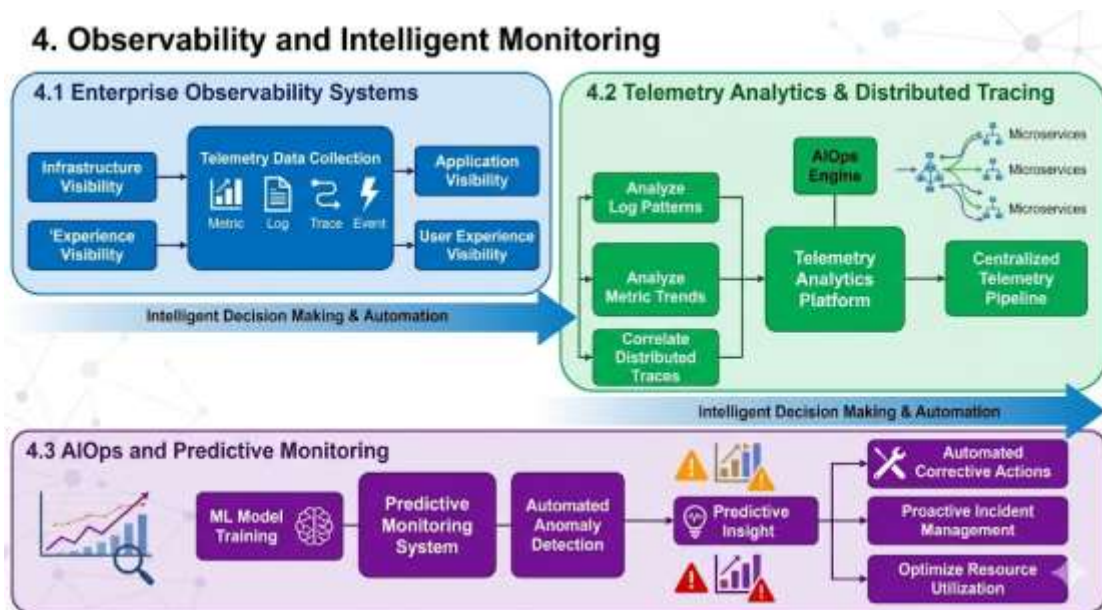 4. Observability and Intelligent Monitoring
4.1 Enterprise Observability Systems
Infrastructure
Visibility
'Experience
Visibility
Telemetry Data Collection
Metric
Log
Trace
Event
Application
Visibility
User Experience
Visibility
Intelligent Decision Making & Automation
4.2 Telemetry Analytics & Distributed Tracing
Analyze
Log Patterns
Analyze
Metric Trends
Correlate
Distributed
Traces
AIOps
Engine
Telemetry
Analytics
Platform
Microservices
Microservices
Microservices
Centralized
Telemetry
Pipeline
Intelligent Decision Making & Automation
4.3 AIOps and Predictive Monitoring
ML Model
Training
Predictive
Monitoring
System
Automated
Anomaly
Detection
Predictive
Insight
Automated
Corrective Actions
Proactive Incident
Management
Optimize Resource
Utilization